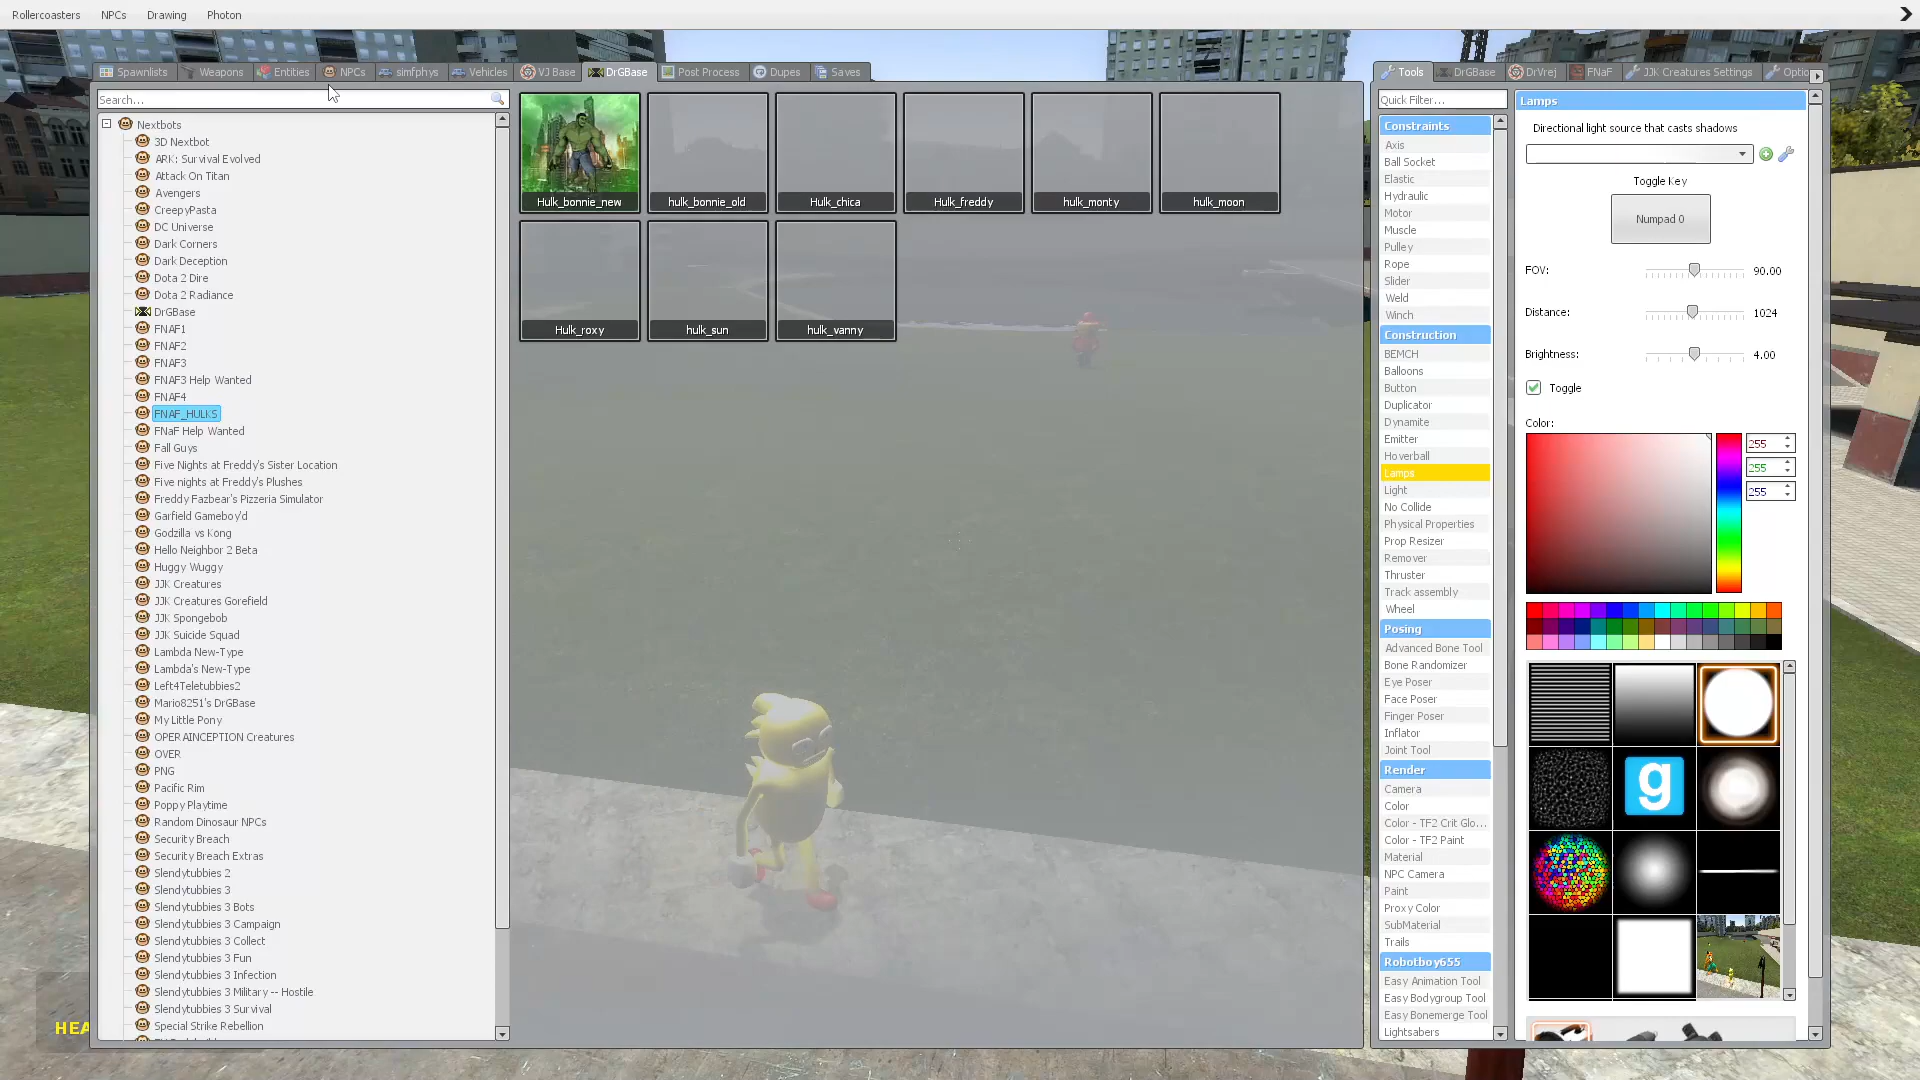 Rollercoasters NPCs Drawing Photon
Spawnlists Weapons Entities NPCs simfphys Vehicles VJ Base DrGBase Post Process Dupes Saves
Search...
Nextbots
3D Nextbot
ARK: Survival Evolved
Attack On Titan
Avengers
CreepyPasta
DC Universe
Dark Corners
Dark Deception
Dota 2 Dire
Dota 2 Radiance
DrGBase
FNAF1
FNAF2
FNAF3
FNAF3 Help Wanted
FNAF4
FNAF_HULKS
FNaF Help Wanted
Fall Guys
Five Nights at Freddy's Sister Location
Five nights at Freddy's Plushes
Freddy Fazbear's Pizzeria Simulator
Garfield Gameboy'd
Godzilla vs Kong
Hello Neighbor 2 Beta
Huggy Wuggy
JJK Creatures
JJK Creatures Gorefield
JJK Spongebob
JJK Suicide Squad
Lambda New-Type
Lambda's New-Type
Left4Teletubbies2
Mario8251's DrGBase
My Little Pony
OPERAINCEPTION Creatures
OVER
PNG
Pacific Rim
Poppy Playtime
Random Dinosaur NPCs
Security Breach
Security Breach Extras
Slendytubbies 2
Slendytubbies 3
Slendytubbies 3 Bots
Slendytubbies 3 Campaign
Slendytubbies 3 Collect
Slendytubbies 3 Fun
Slendytubbies 3 Infection
Slendytubbies 3 Military -- Hostile
Slendytubbies 3 Survival
Special Strike Rebellion
HEA
Hulk_bonnie_new hulk_bonnie_old Hulk_chica Hulk_freddy hulk_monty hulk_moon
Hulk_roxy hulk_sun hulk_vanny
Tools DrGBase DrVrej FNaF JJK Creatures Settings Optio
Quick Filter...
Constraints
Axis
Ball Socket
Elastic
Hydraulic
Motor
Muscle
Pulley
Rope
Slider
Weld
Winch
Construction
BEMCH
Balloons
Button
Duplicator
Dynamite
Emitter
Hoverball
Lamps
Light
No Collide
Physical Properties
Prop Resizer
Remover
Thruster
Track assembly
Wheel
Posing
Advanced Bone Tool
Bone Randomizer
Eye Poser
Face Poser
Finger Poser
Inflator
Joint Tool
Render
Camera
Color
Color - TF2 Crit Glo...
Color - TF2 Paint
Material
NPC Camera
Paint
Proxy Color
SubMaterial
Trails
Robotboy655
Easy Animation Tool
Easy Bodygroup Tool
Easy Bonemerge Tool
Lightsabers
Lamps
Directional light source that casts shadows
Toggle Key
Numpad 0
FOV: 90.00
Distance: 1024
Brightness: 4.00
Toggle
Color:
255
255
255
g